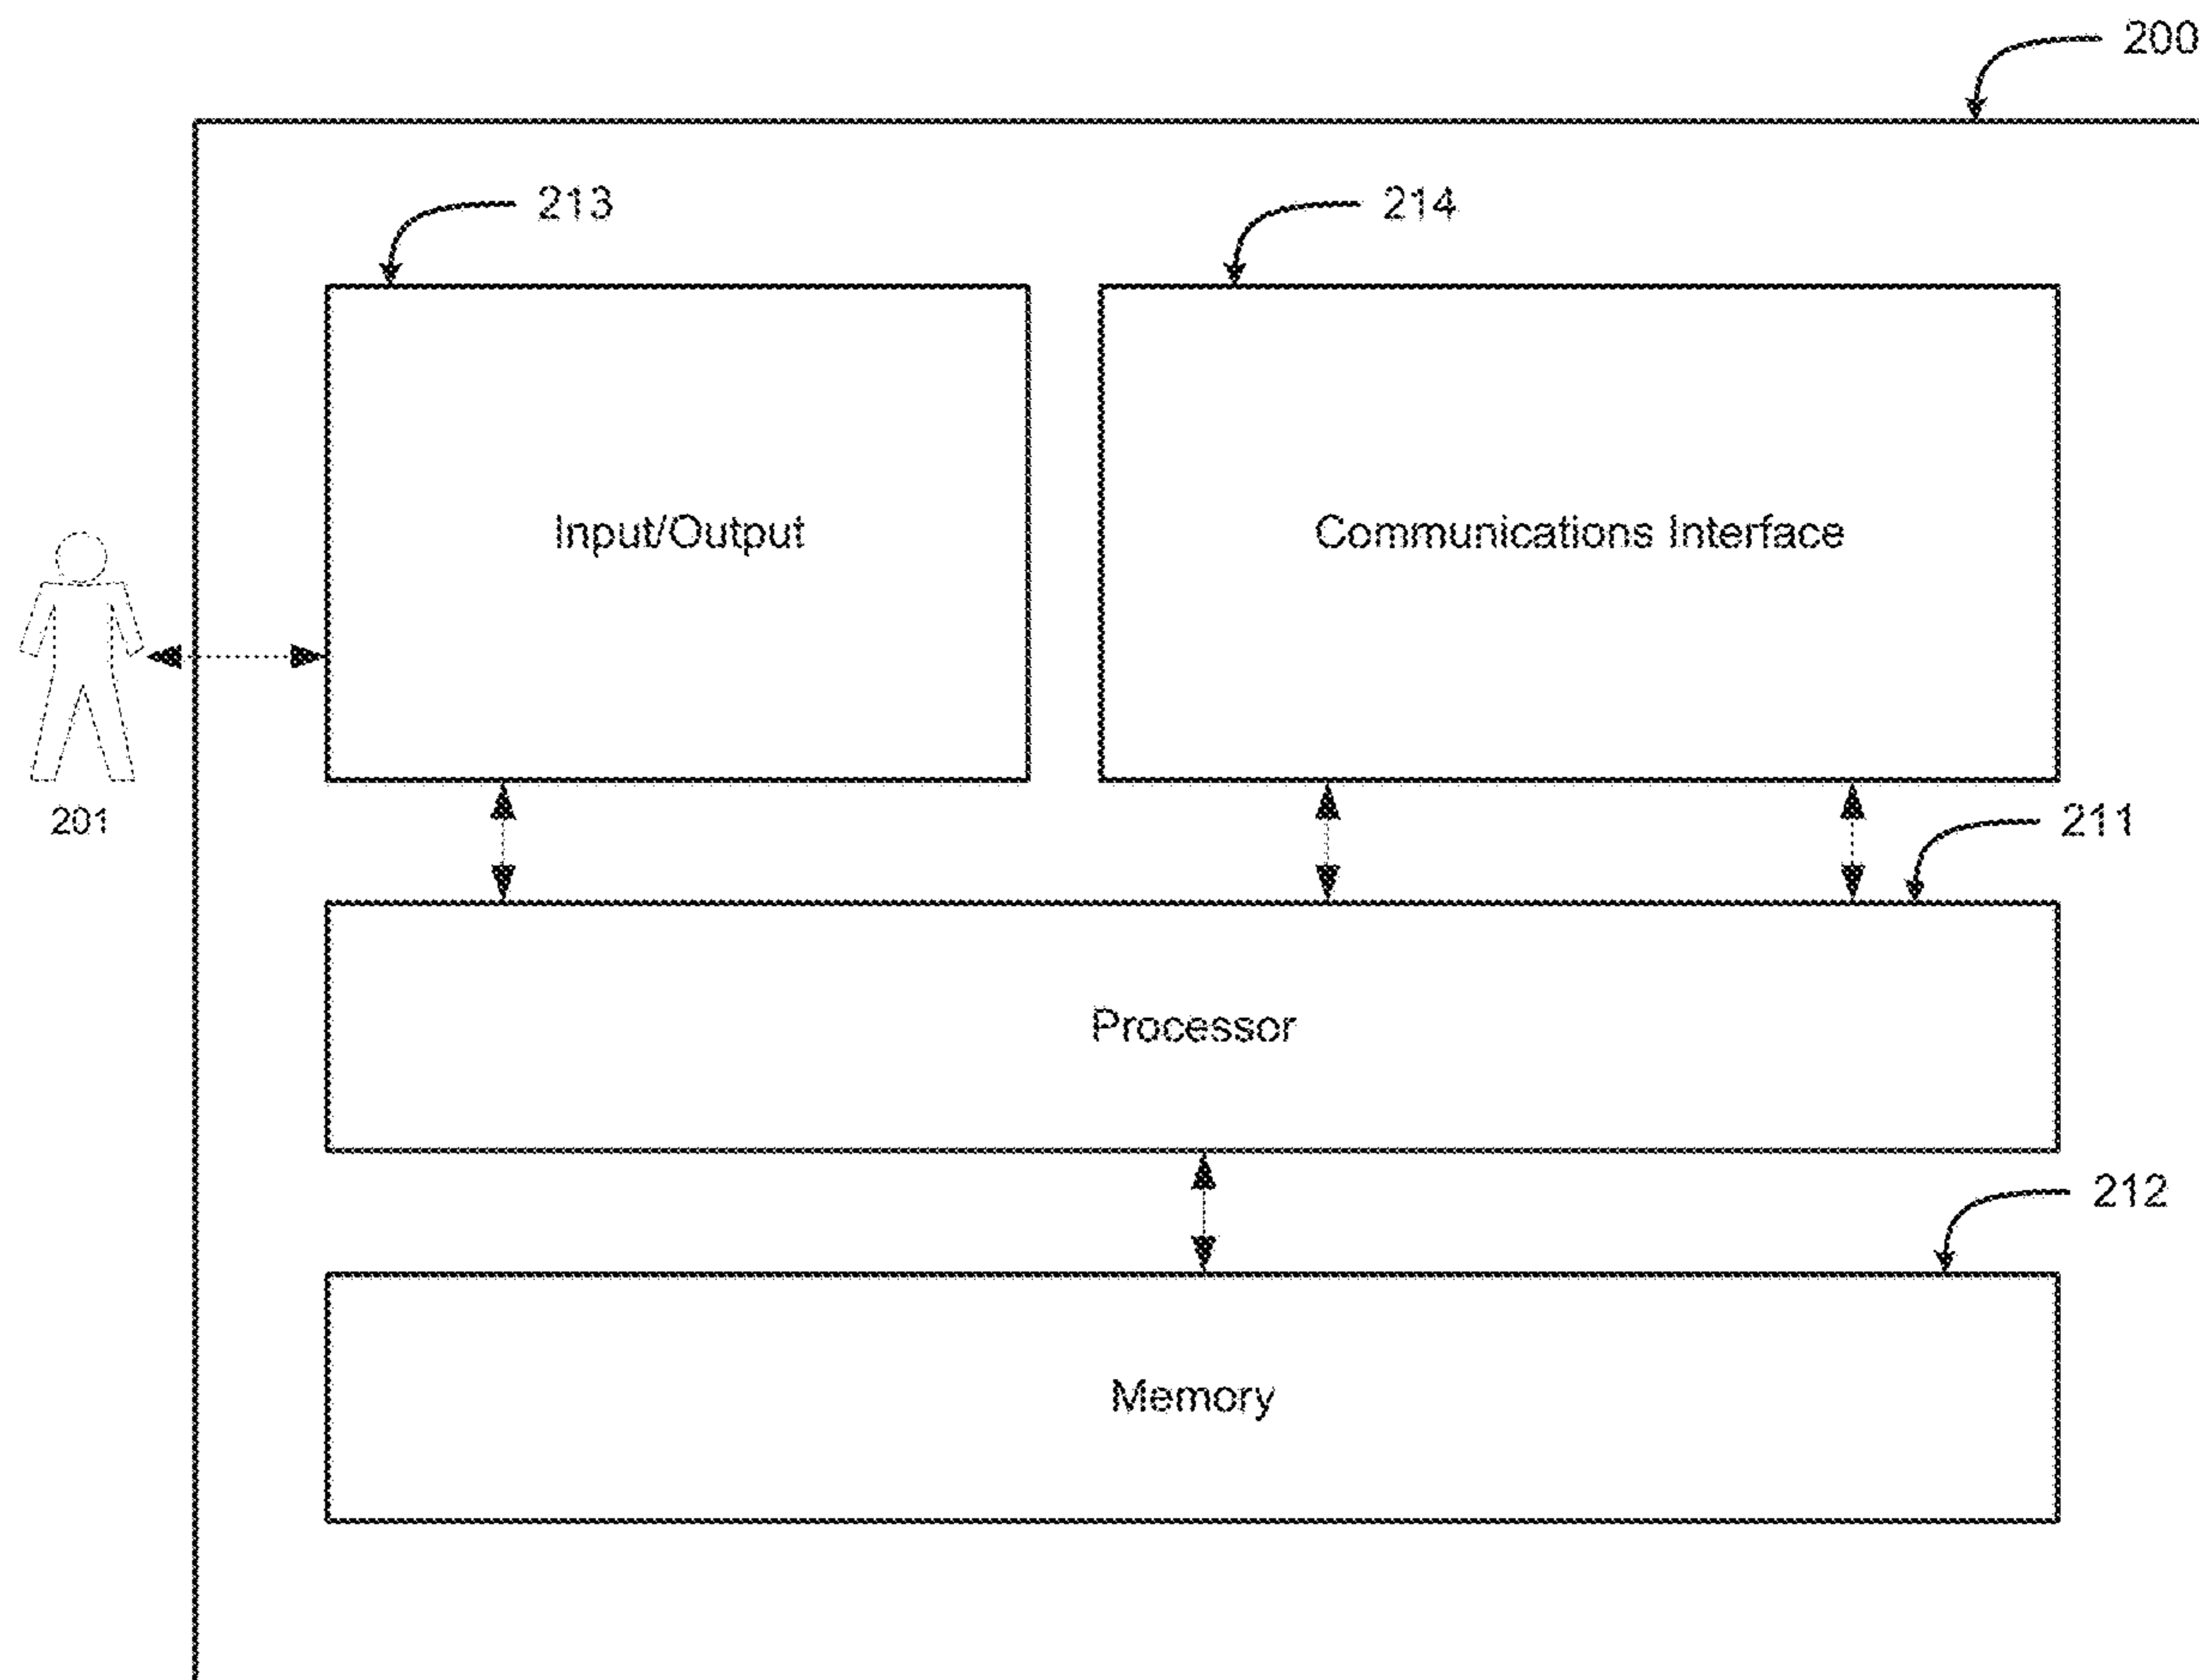 200
213
214
Input/Output
Communications Interface
201
211
Processor
212
Memory